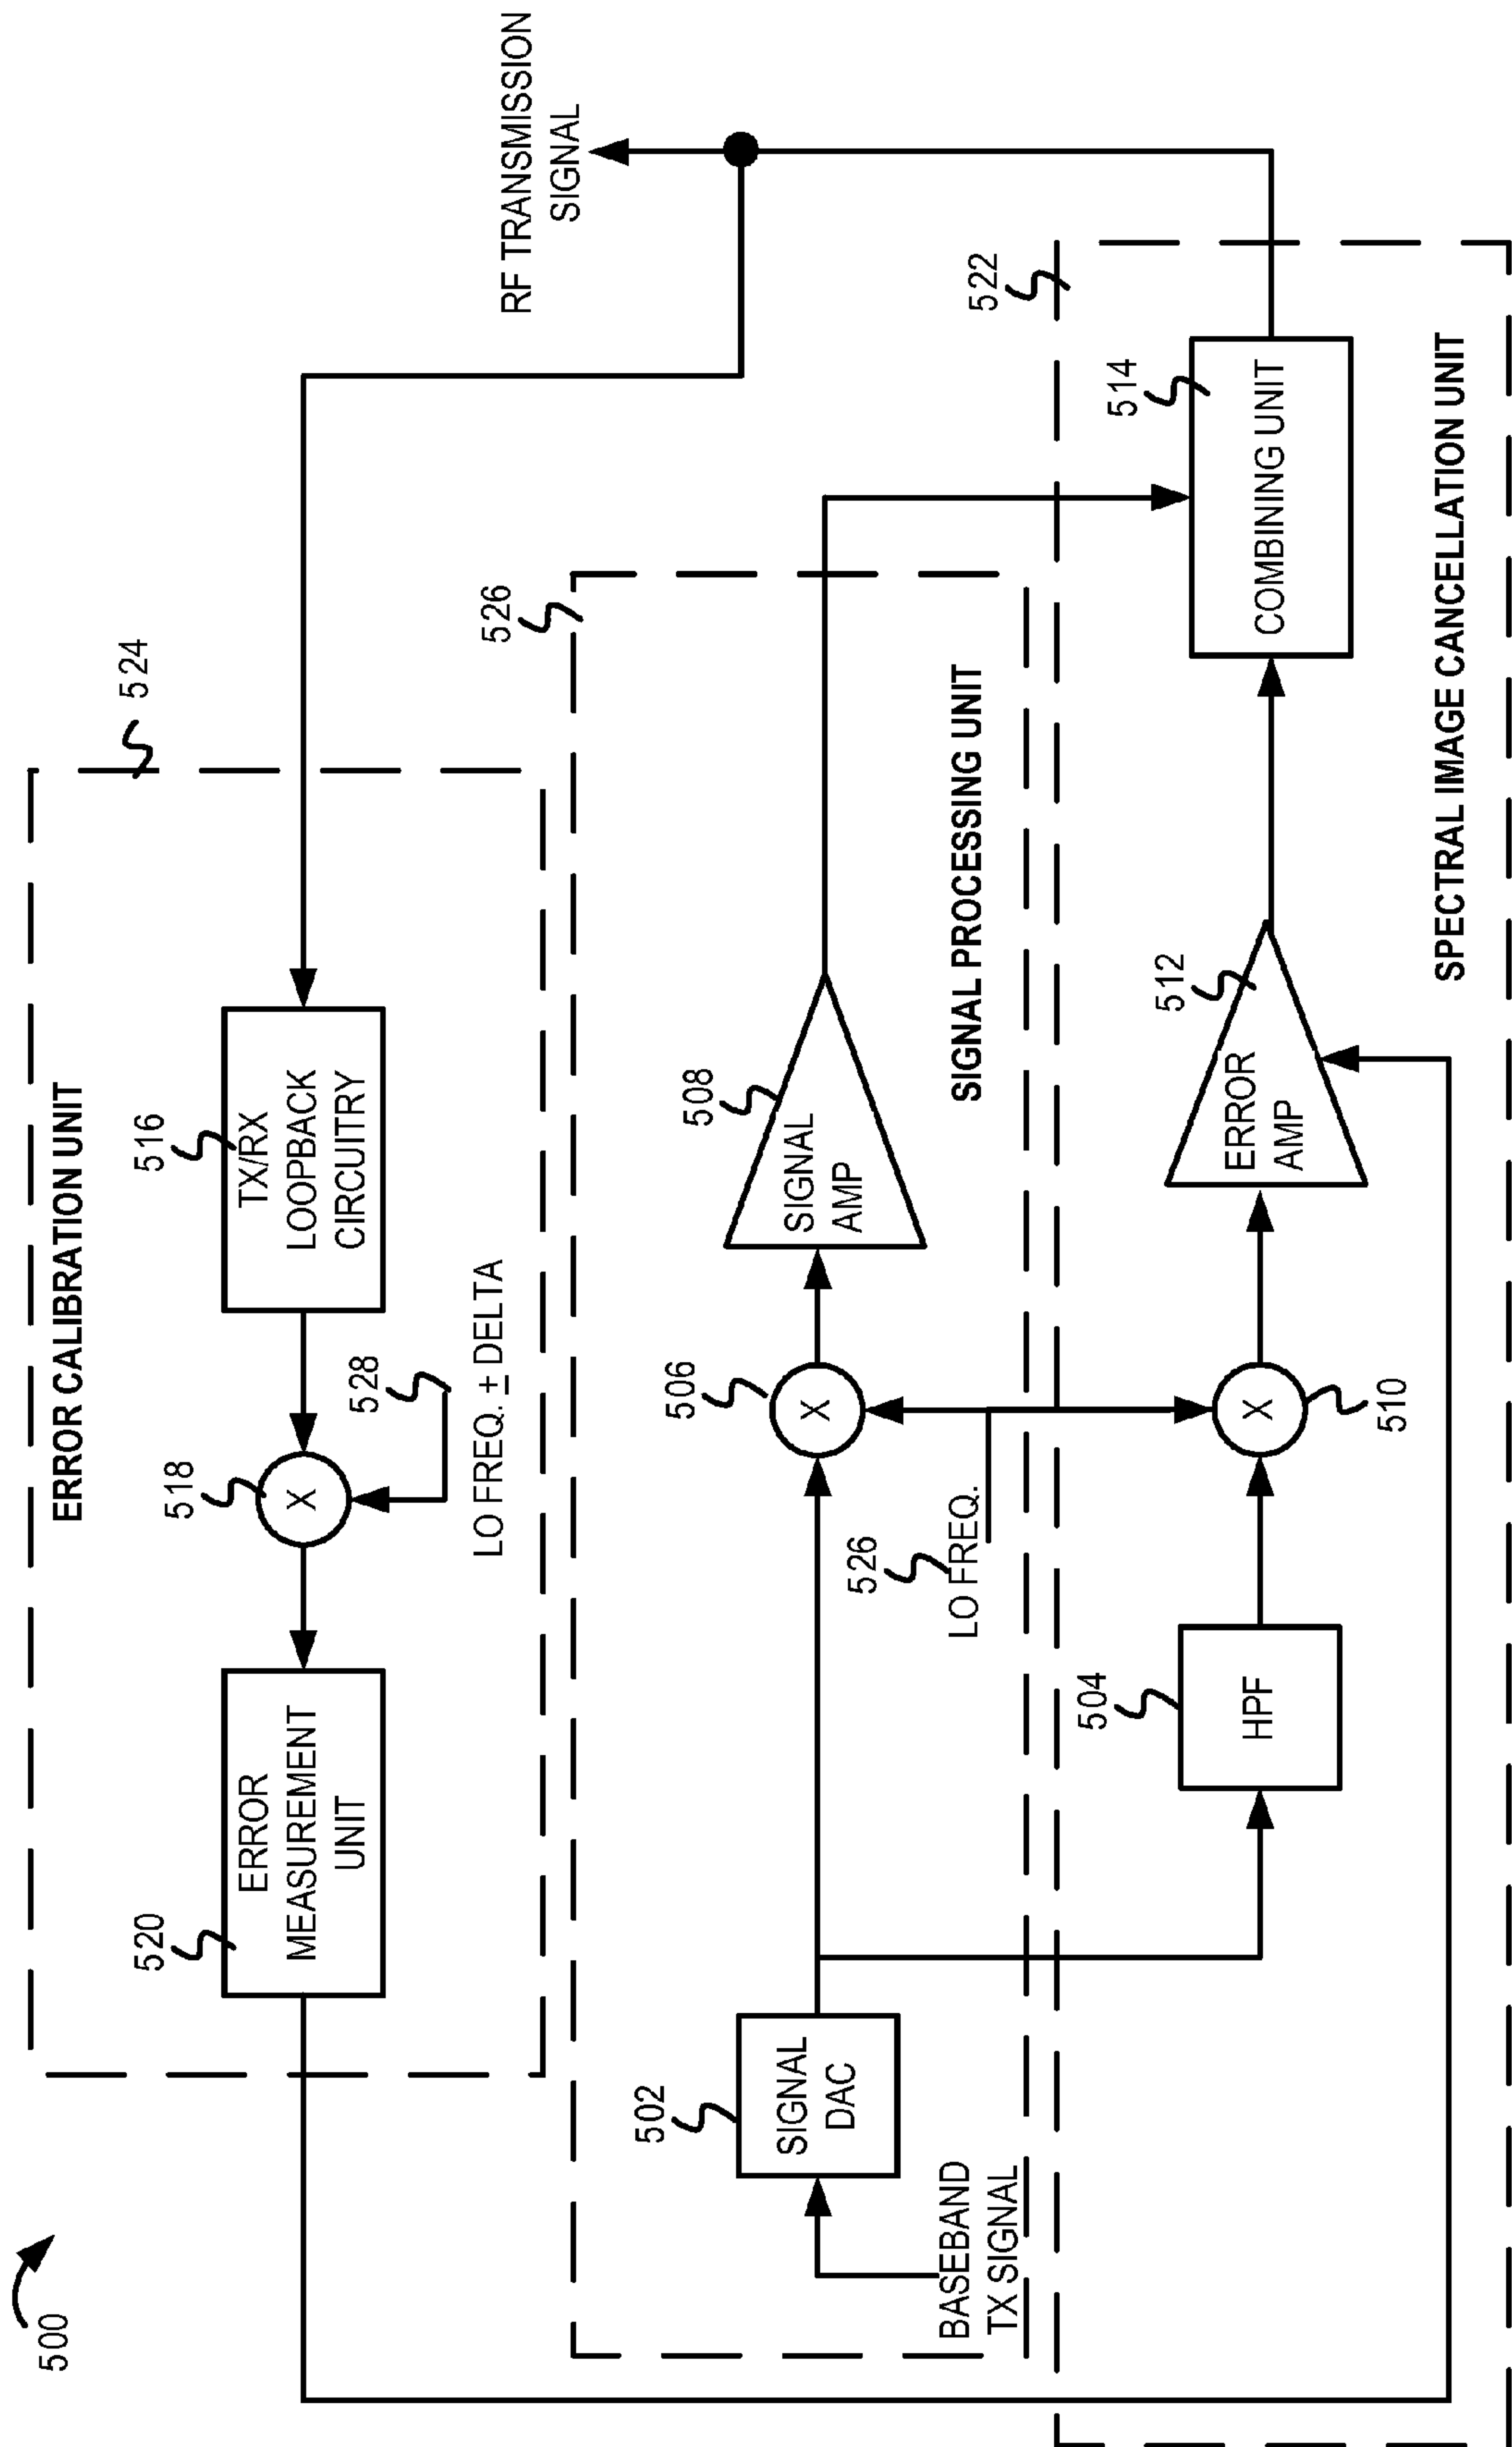 500
ERROR CALIBRATION UNIT
524
520
ERROR
MEASUREMENT
UNIT
518
X
528
LO FREQ. ± DELTA
516
TX/RX
LOOPBACK
CIRCUITRY
RF TRANSMISSION
SIGNAL
526
502
SIGNAL
DAC
BASEBAND
TX SIGNAL
506
X
508
SIGNAL
AMP
526
LO FREQ.
SIGNAL PROCESSING UNIT
522
504
HPF
X
510
512
ERROR
AMP
514
COMBINING UNIT
SPECTRAL IMAGE CANCELLATION UNIT